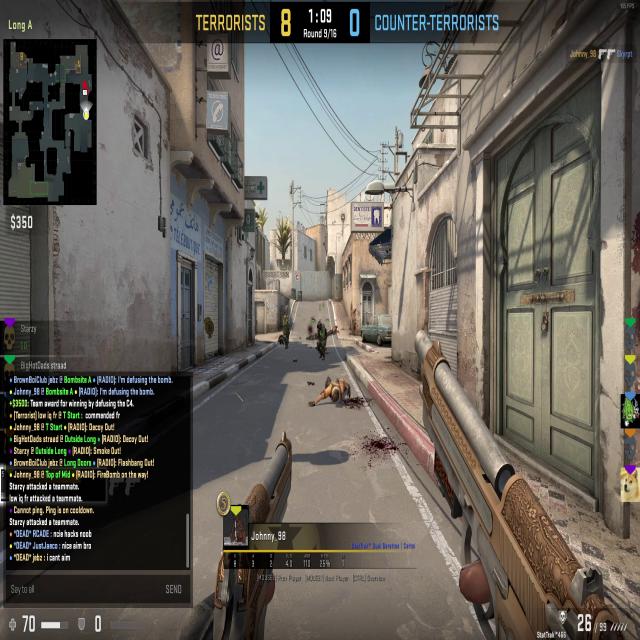 Long A
TERRORISTS 8 1:09 0 COUNTER-TERRORISTS
Round 9/16
Johnny_98 Skyrpt
$350
Starzy
BigHotDads stread
BrownBoiClub jebz @ Bombsite A • [RADIO]: I'm defusing the bomb.
Johnny_98 @ Bombsite A • [RADIO]: I'm defusing the bomb.
+$3500: Team award for winning by defusing the C4.
[Terrorist] low iq fr @ T Start : commended fr
Johnny_98 @ T Start • [RADIO]: Decoy Out!
BigHotDads stread @ Outside Long • [RADIO]: Decoy Out!
Starzy @ Outside Long • [RADIO]: Smoke Out!
BrownBoiClub jebz @ Long Doors • [RADIO]: Flashbang Out!
Johnny_98 @ Top of Mid • [RADIO]: FireBomb on the way!
Starzy attacked a teammate.
low iq fr attacked a teammate.
Cannot ping. Ping is on cooldown.
Starzy attacked a teammate.
*DEAD* RCADE : ncie hacks noob
*DEAD* JustJasco : nice aim bro
*DEAD* jebz : i cant aim
Say to all SEND
Johnny_98
70 0
26 / 99